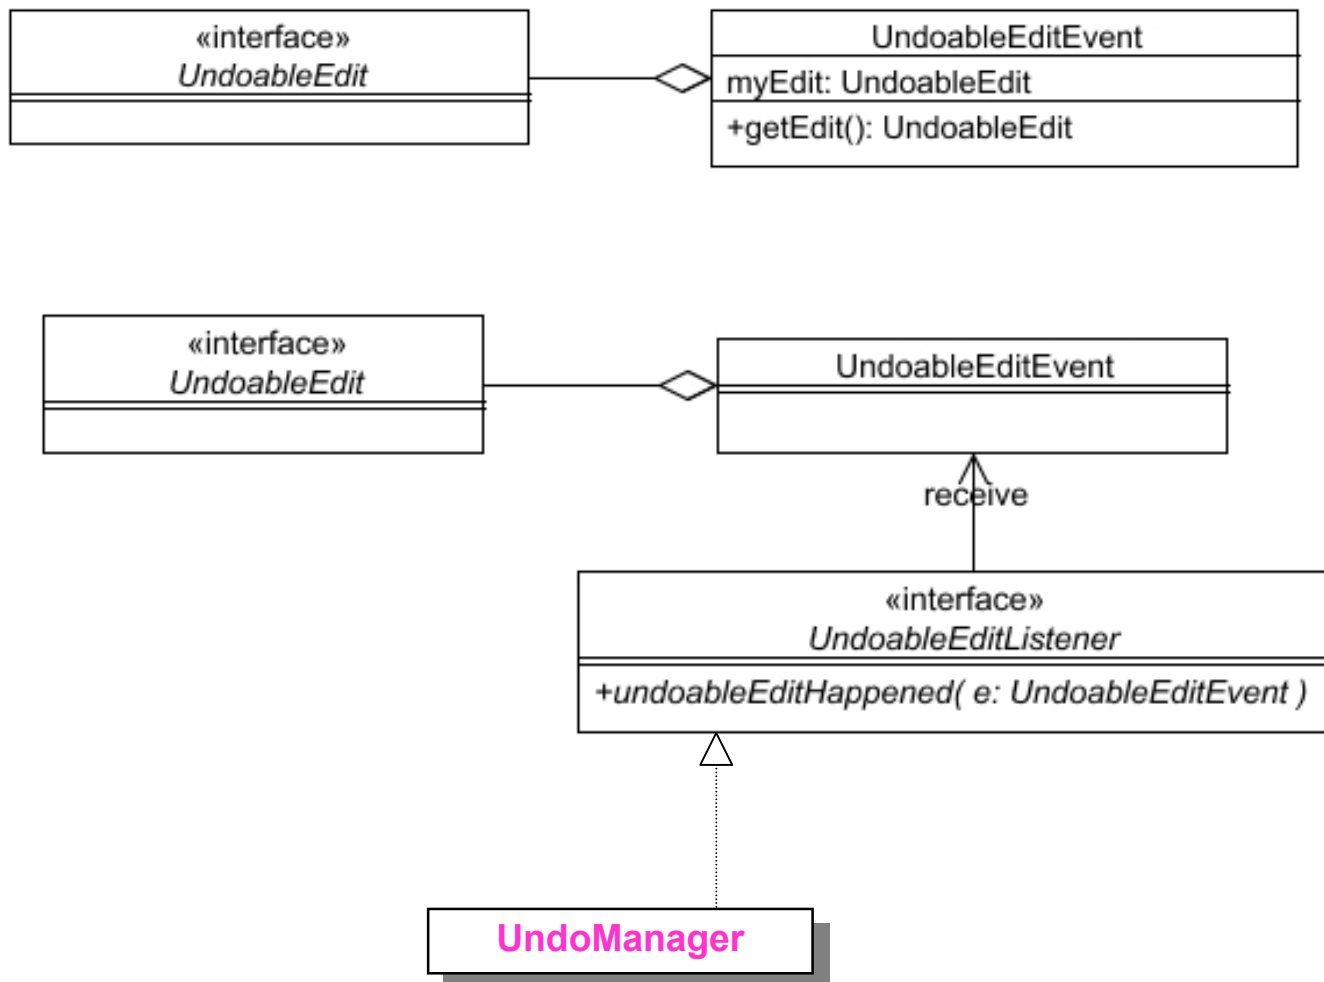 «interface»
UndoableEdit
UndoableEditEvent
myEdit: UndoableEdit
+getEdit(): UndoableEdit
«interface»
UndoableEdit
UndoableEditEvent
receive
«interface»
UndoableEditListener
+undoableEditHappened( e: UndoableEditEvent )
UndoManager